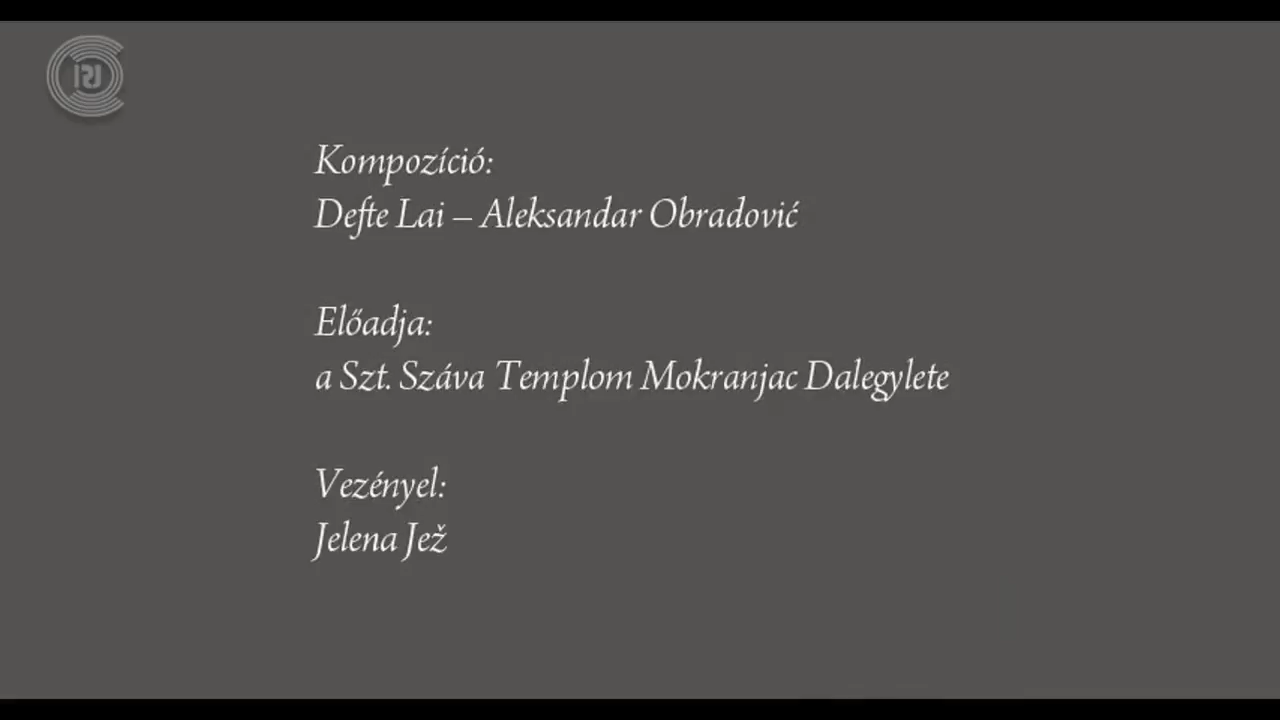 Kompozíció:
Defte Lai – Aleksandar Obradović
Előadja:
a Szt. Száva Templom Mokranjac Dalegylete
Vezényel:
Jelena Jež